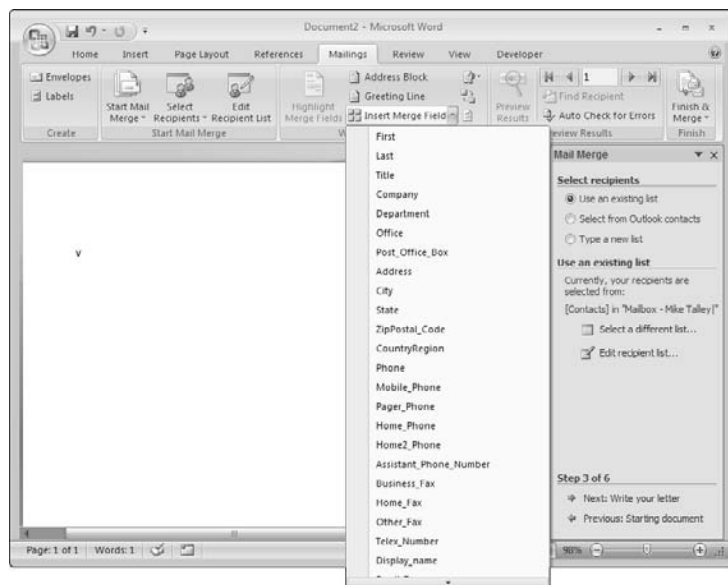 Document2 - Microsoft Word
Home Insert Page Layout References Mailings Review View Developer
Envelopes
Labels
Create
Start Mail Merge
Select Recipients
Edit Recipient List
Start Mail Merge
Highlight Merge Fields
Address Block
Greeting Line
Insert Merge Field
W
Preview Results
1
Find Recipient
Auto Check for Errors
eview Results
Finish & Merge
Finish
First
Last
Title
Company
Department
Office
Post_Office_Box
Address
City
State
ZipPostal_Code
CountryRegion
Phone
Mobile_Phone
Pager_Phone
Home_Phone
Home2_Phone
Assistant_Phone_Number
Business_Fax
Home_Fax
Other_Fax
Telex_Number
Display_name
v
Mail Merge
Select recipients
Use an existing list
Select from Outlook contacts
Type a new list
Use an existing list
Currently, your recipients are
selected from:
[Contacts] in "Mailbox - Mike Talley|"
Select a different list...
Edit recipient list...
Step 3 of 6
Next: Write your letter
Previous: Starting document
Page: 1 of 1 Words: 1
98%